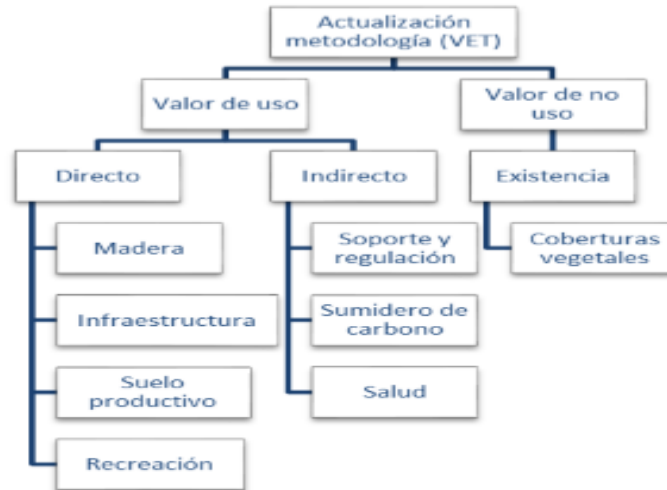 Actualización
metodología (VET)
Valor de uso
Valor de no
uso
Directo
Indirecto
Existencia
Madera
Infraestructura
Suelo
productivo
Recreación
Soporte y
regulación
Sumidero de
carbono
Salud
Coberturas
vegetales